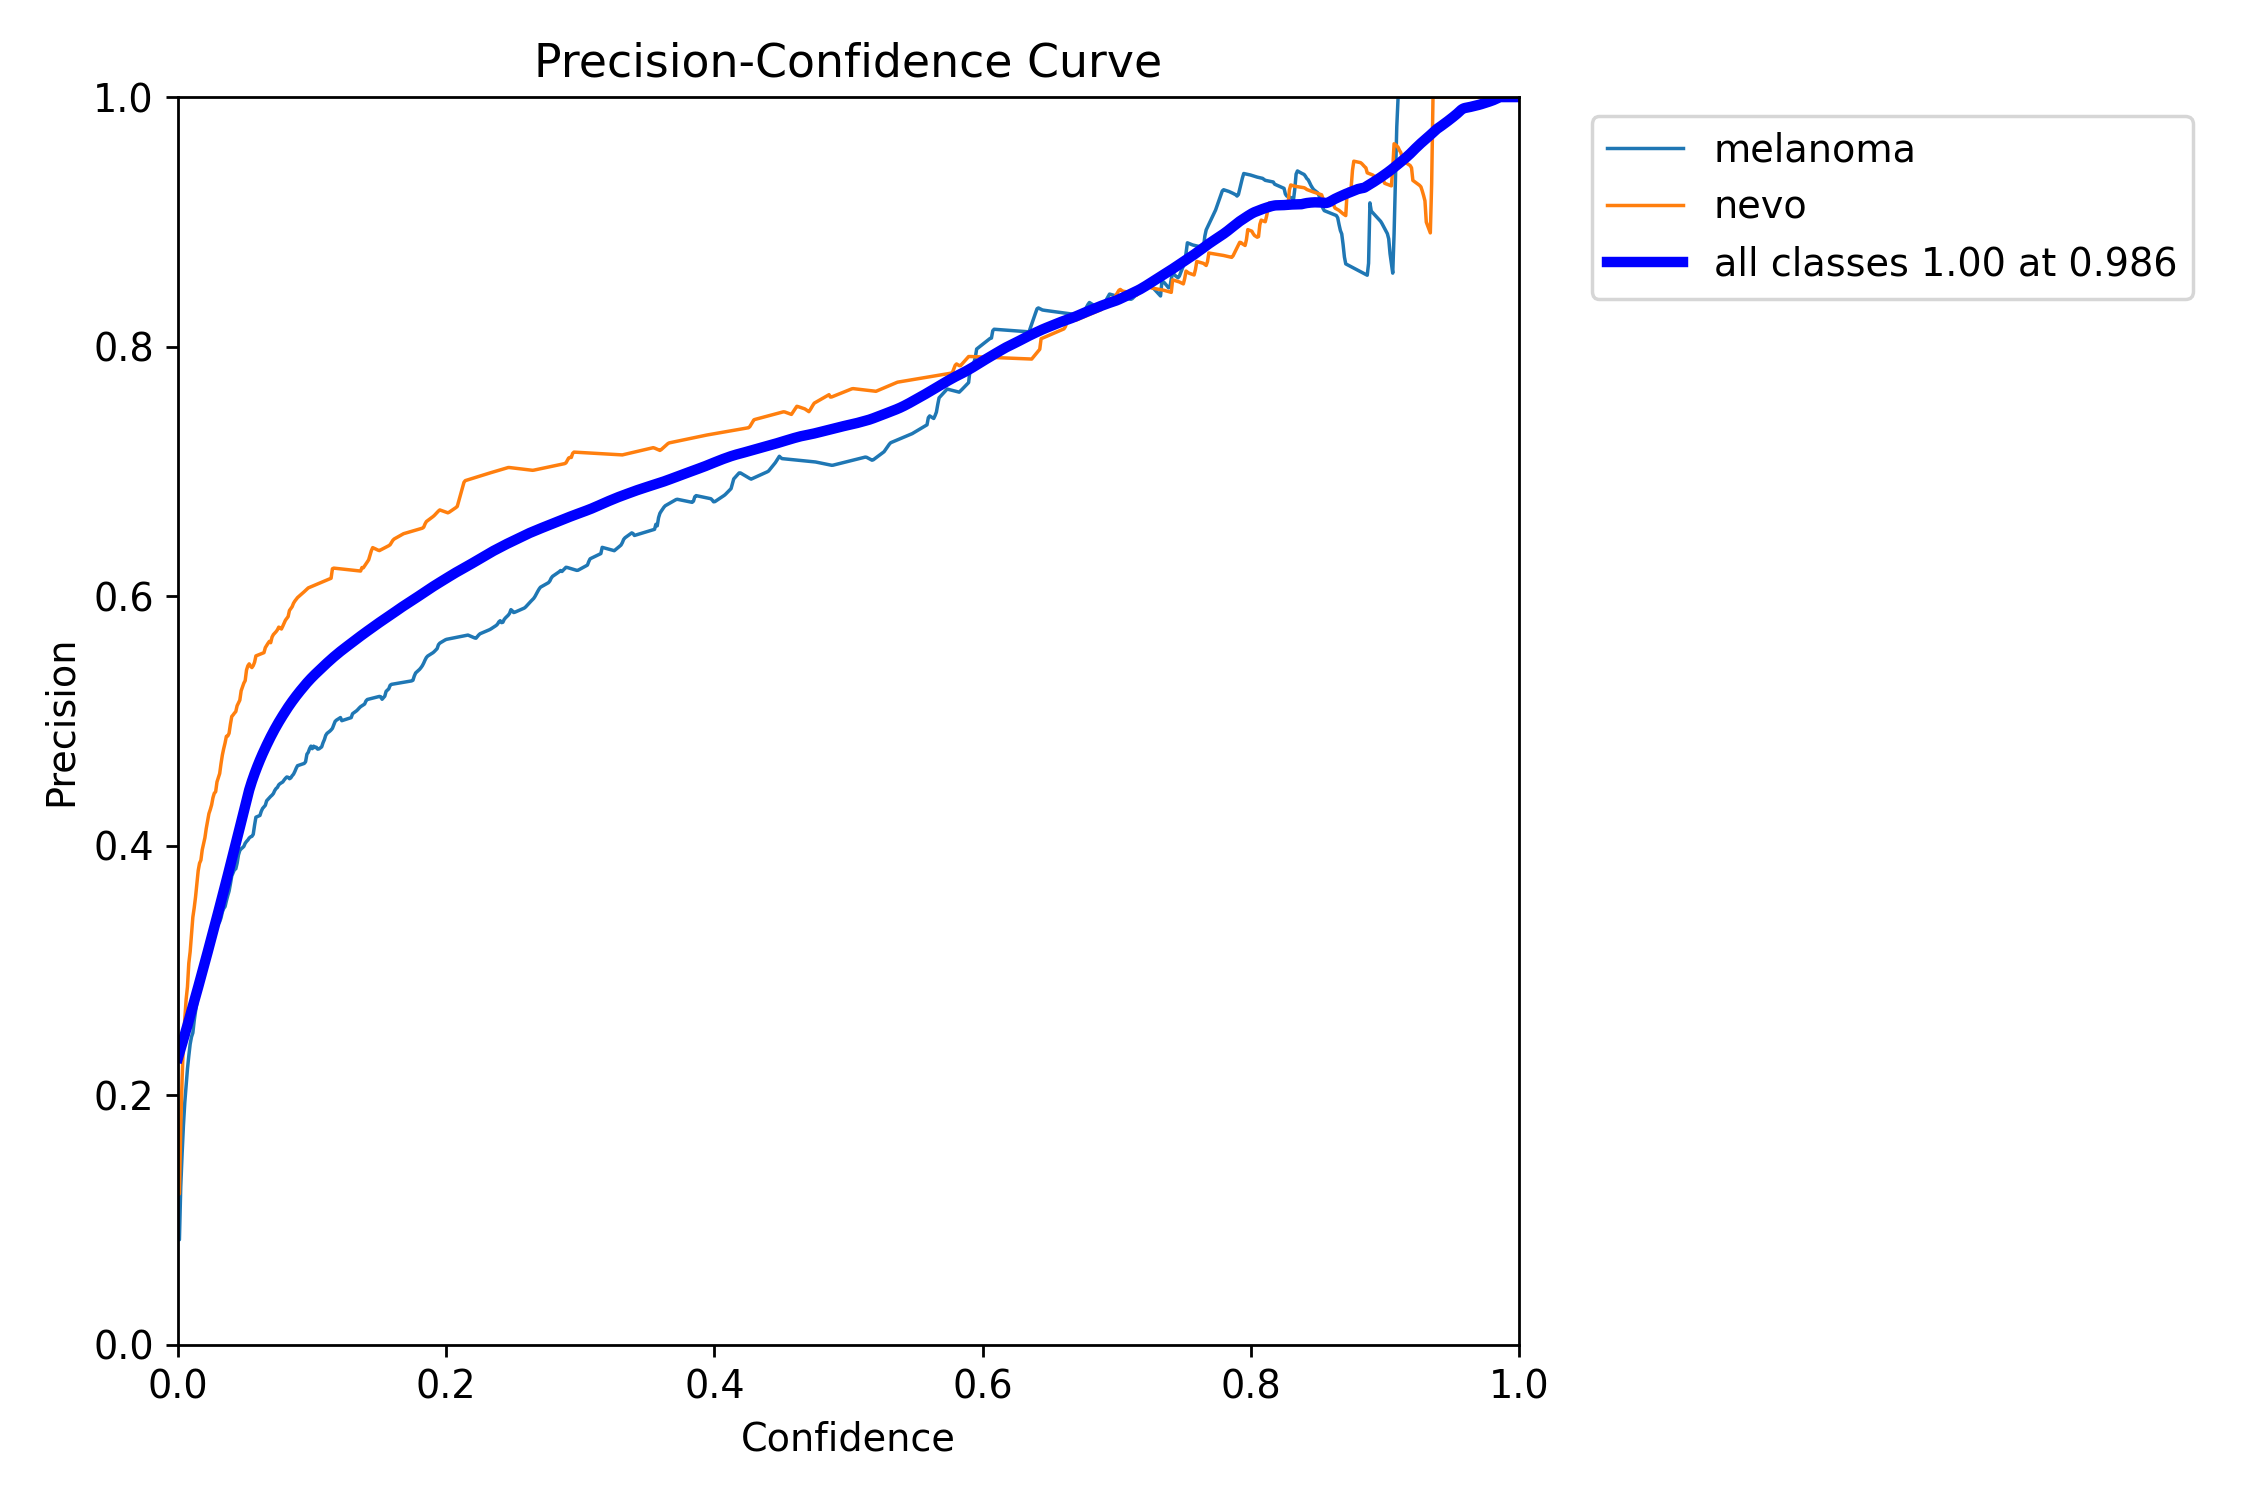 Precision-Confidence Curve
1.0
0.8
0.6
0.4
0.2
0.0
Precision
0.0 0.2 0.4 0.6 0.8 1.0
Confidence
melanoma
nevo
all classes 1.00 at 0.986